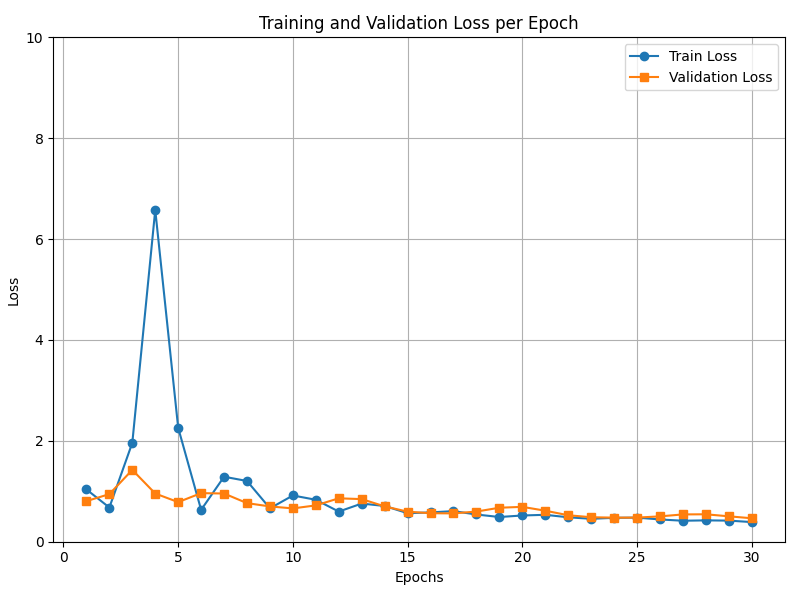 Training and Validation Loss per Epoch
Train Loss
Validation Loss
10
8
6
4
2
0
Loss
0 5 10 15 20 25 30
Epochs